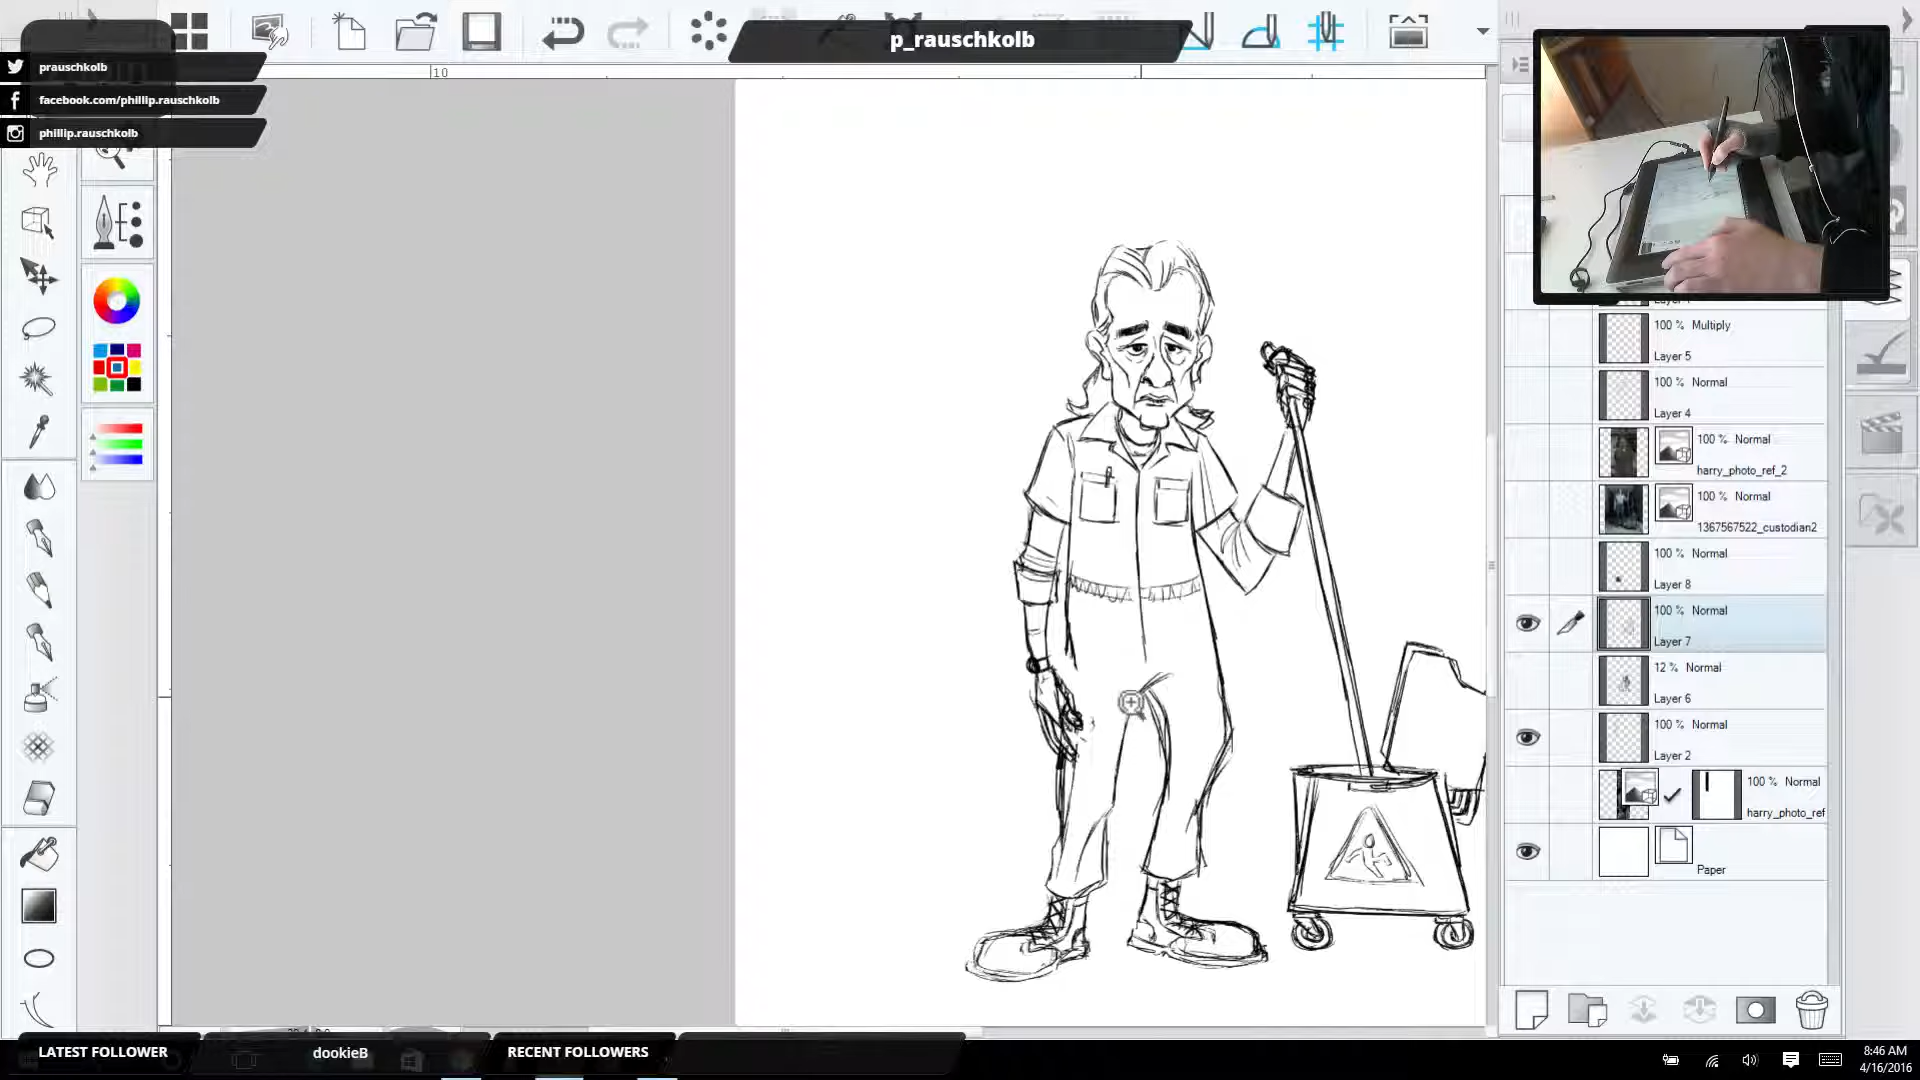 p_rauschkolb
prauschkolb
facebook.com/phillip.rauschkolb
phillip.rauschkolb
10
100 % Multiply
Layer 5
100 % Normal
Layer 4
100 % Normal
harry_photo_ref_2
100 % Normal
1367567522_custodian2
100 % Normal
Layer 8
100 % Normal
Layer 7
12 % Normal
Layer 6
100 % Normal
Layer 2
100 % Normal
harry_photo_ref
Paper
LATEST FOLLOWER
dookieB
RECENT FOLLOWERS
8:46 AM
4/16/2016